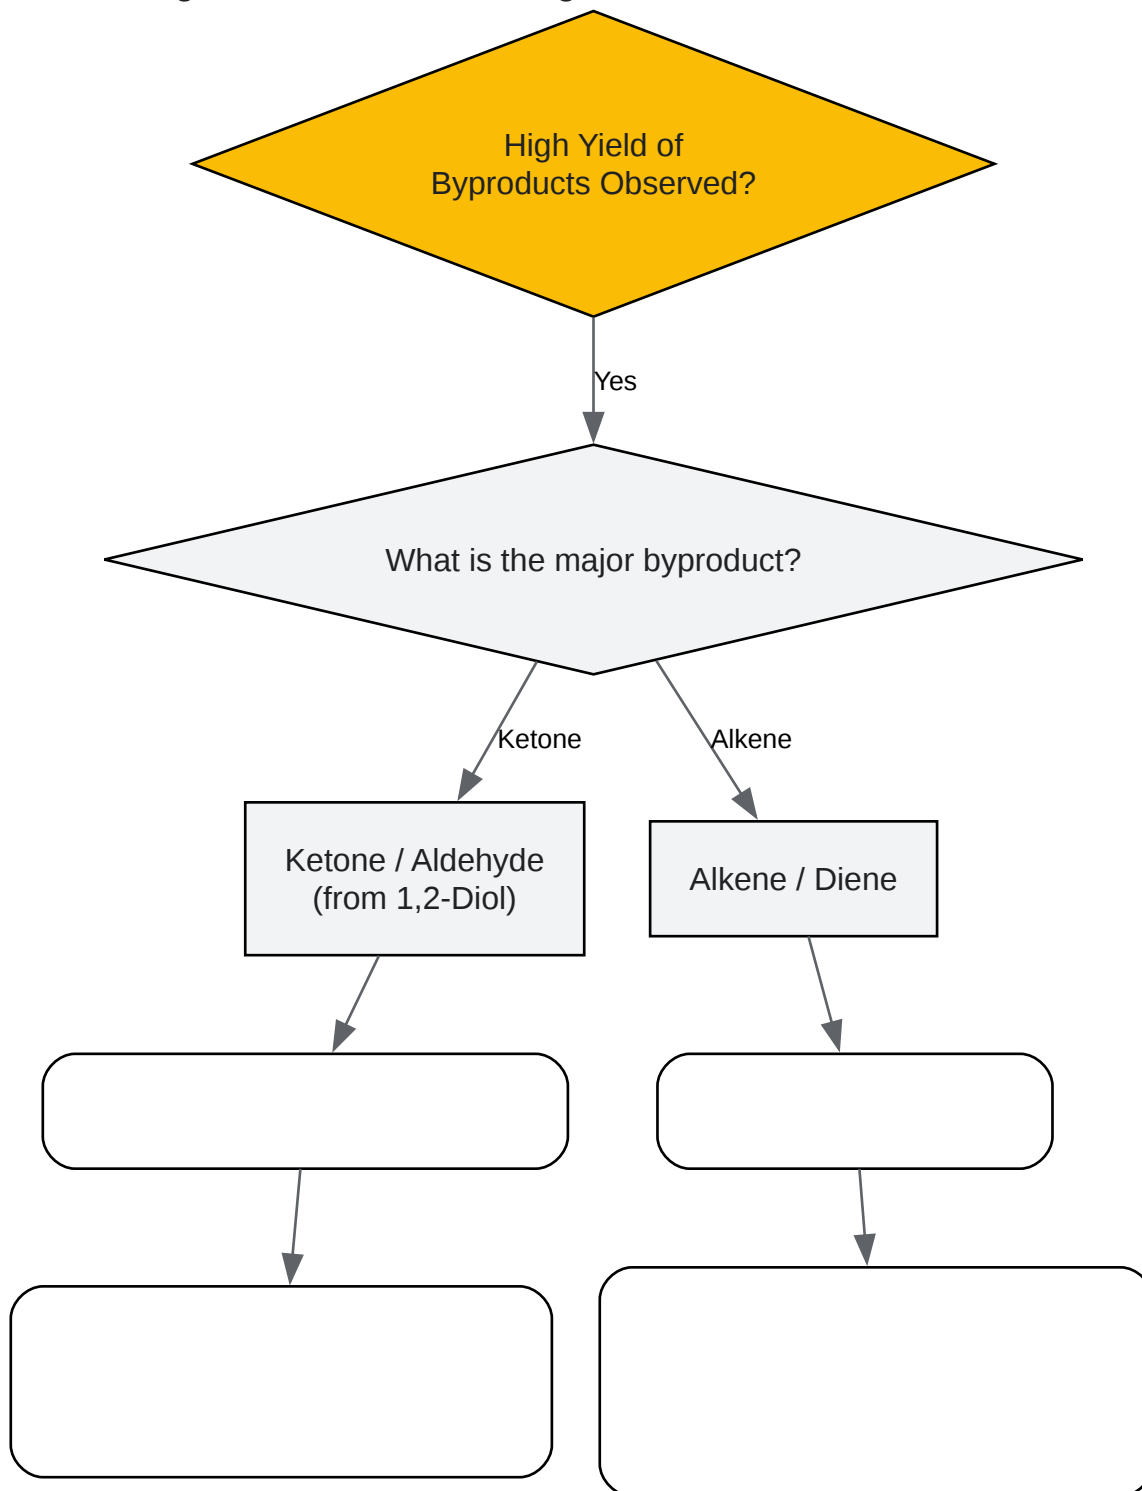 High Yield of
Byproducts Observed?
Yes
What is the major byproduct?
Ketone
Alkene
Ketone / Aldehyde
(from 1,2-Diol)
Alkene / Diene